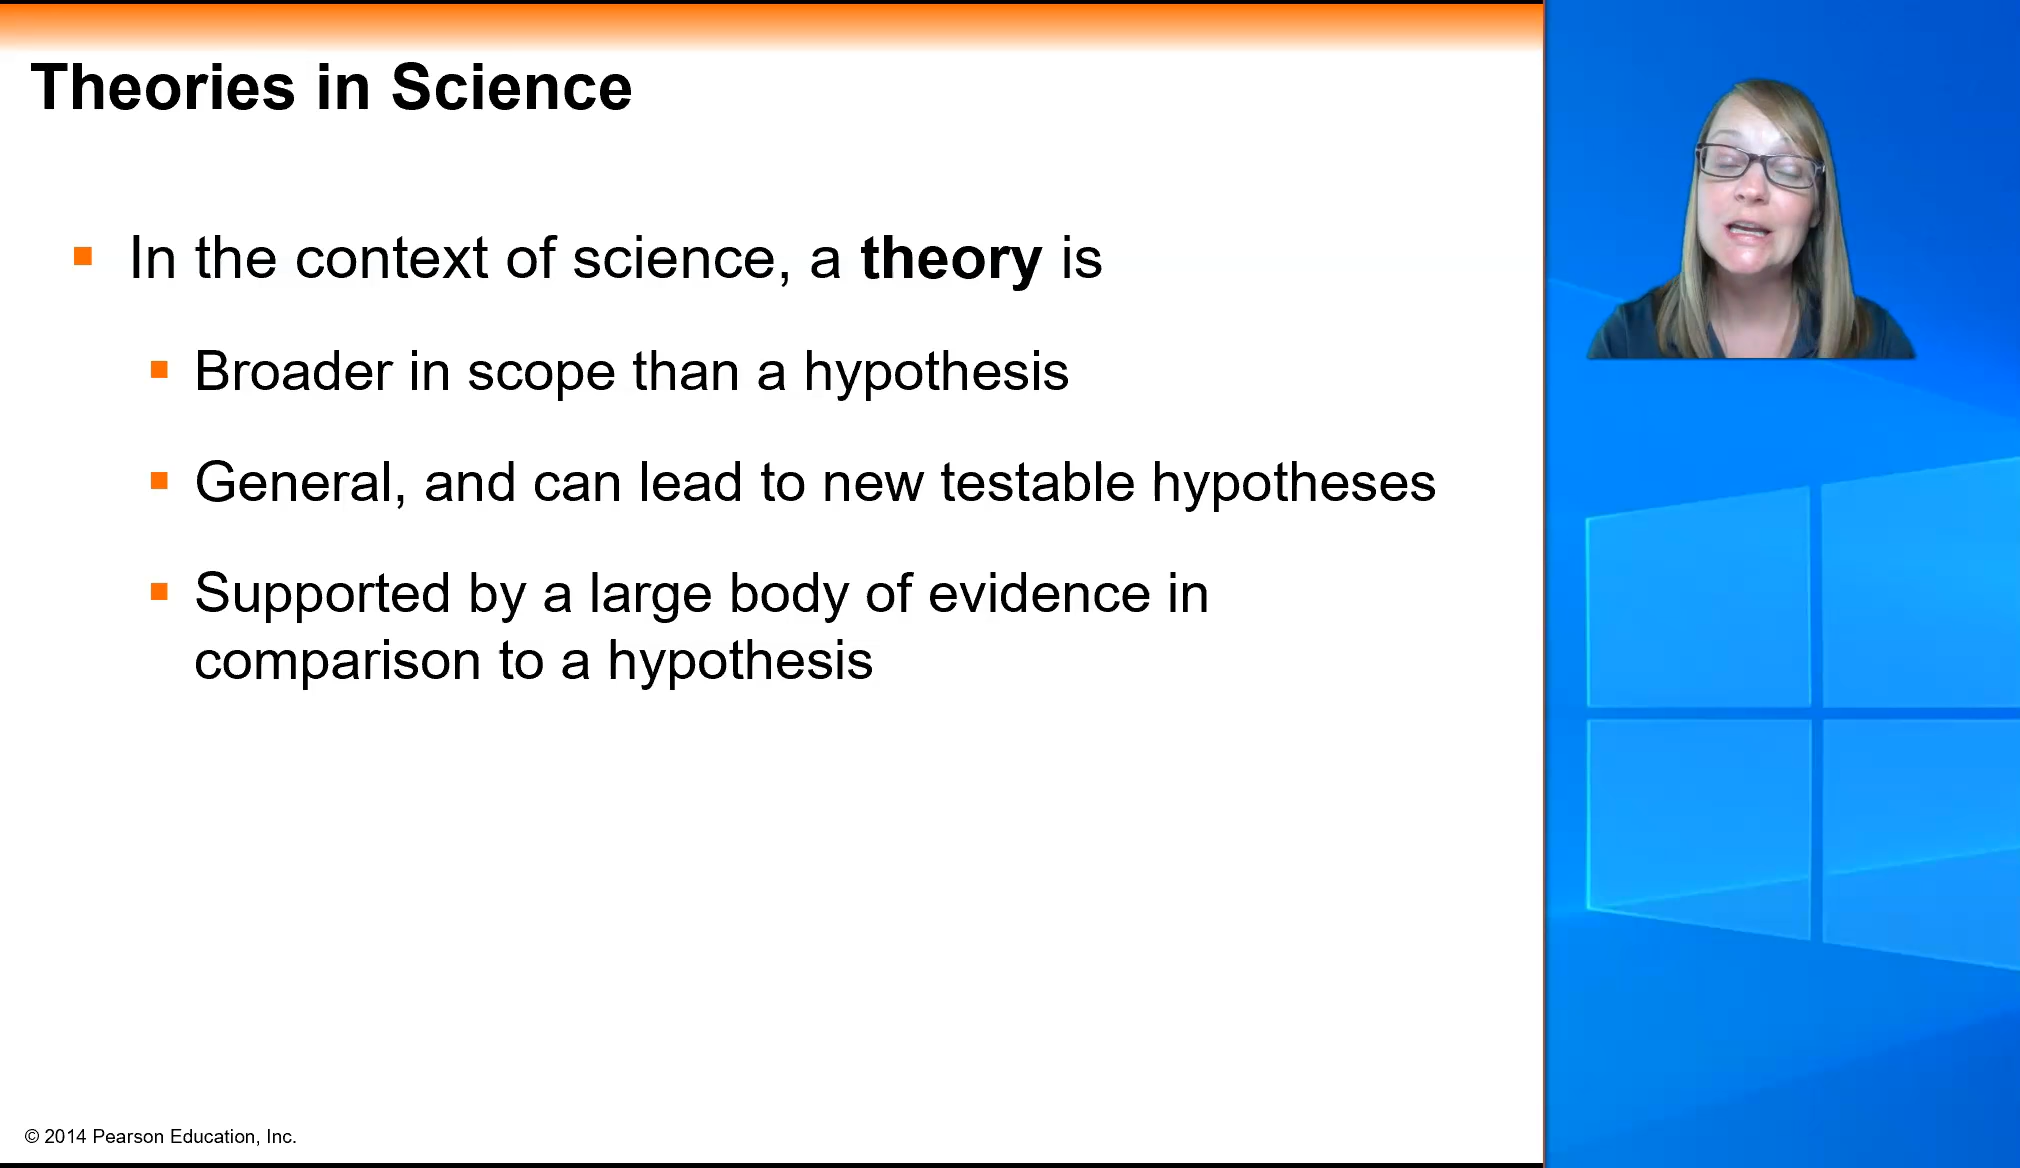 Theories in Science
In the context of science, a theory is
Broader in scope than a hypothesis
General, and can lead to new testable hypotheses
Supported by a large body of evidence in
comparison to a hypothesis
© 2014 Pearson Education, Inc.